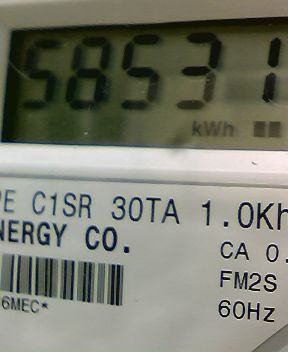 58531
kWh
PE C1SR 30TA 1.0Kh
NERGY CO.
CA 0.
FM2S
6MEC*
60Hz